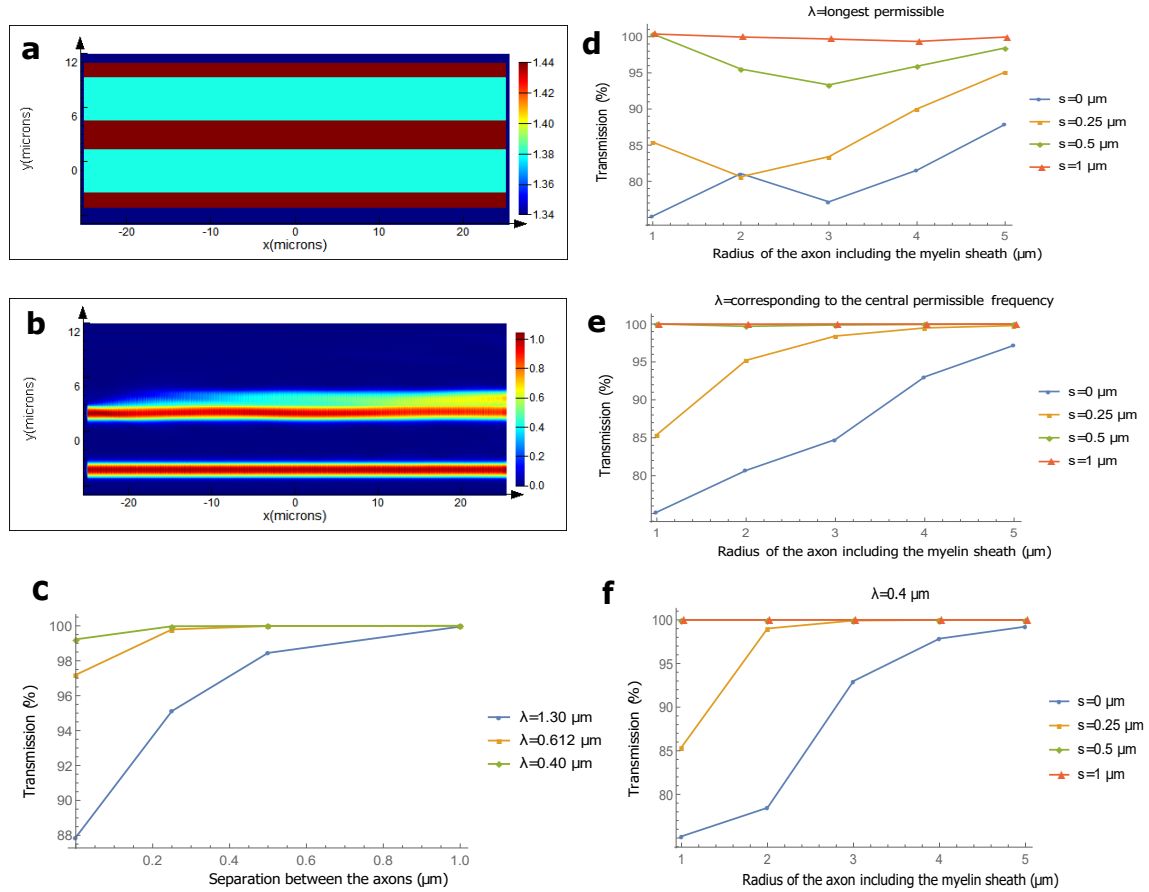 a
12
6
0
y(microns)
-20
-10
0
10
20
x(microns)
1.44
1.42
1.40
1.38
1.36
1.34
b
12
6
0
y(microns)
-20
-10
0
10
20
x(microns)
1.0
0.8
0.6
0.4
0.2
0.0
c
100
98
96
94
92
90
88
Transmission (%)
0.2
0.4
0.6
0.8
1.0
Separation between the axons (μm)
λ=1.30 μm
λ=0.612 μm
λ=0.40 μm
d
λ=longest permissible
100
95
90
85
80
Transmission (%)
1
2
3
4
5
Radius of the axon including the myelin sheath (μm)
s=0 μm
s=0.25 μm
s=0.5 μm
s=1 μm
e
λ=corresponding to the central permissible frequency
100
95
90
85
80
Transmission (%)
1
2
3
4
5
Radius of the axon including the myelin sheath (μm)
s=0 μm
s=0.25 μm
s=0.5 μm
s=1 μm
f
λ=0.4 μm
100
95
90
85
80
Transmission (%)
1
2
3
4
5
Radius of the axon including the myelin sheath (μm)
s=0 μm
s=0.25 μm
s=0.5 μm
s=1 μm